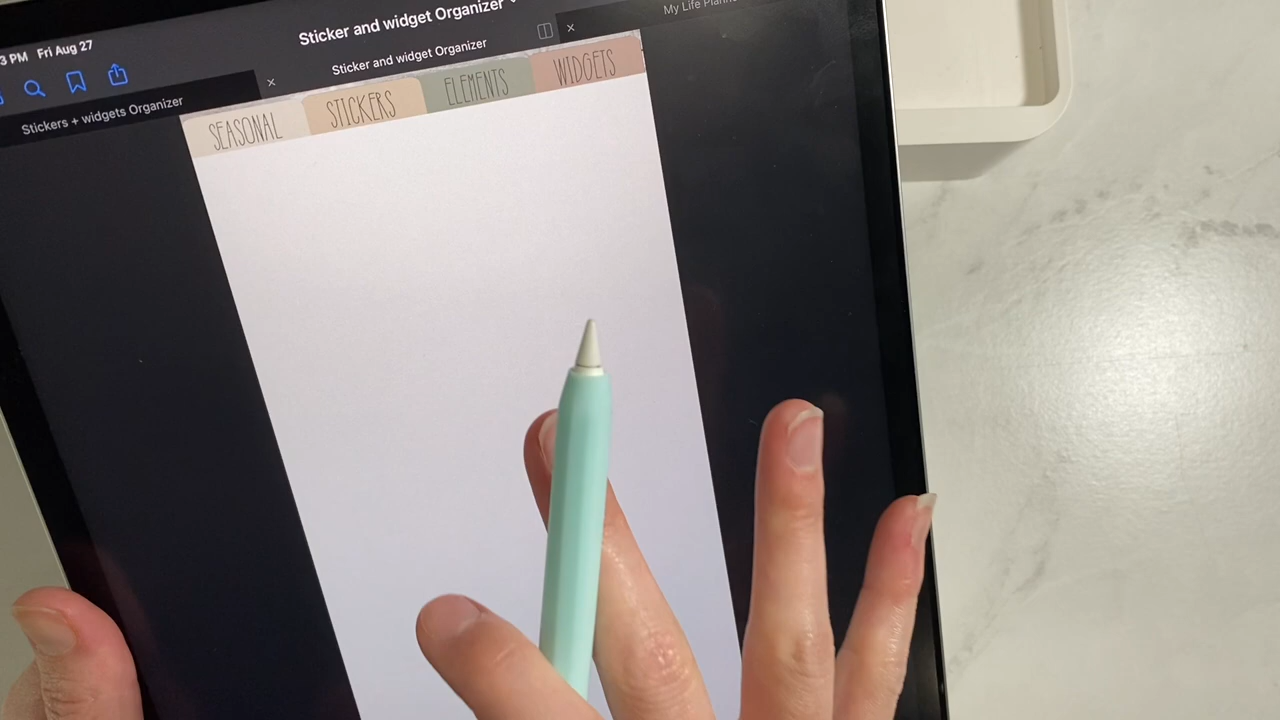 Sticker and widget Organizer
My Life
3 PM Fri Aug 27
Sticker and widget Organizer
Stickers + widgets Organizer
SEASONAL
STICKERS
ELEMENTS
WIDGETS